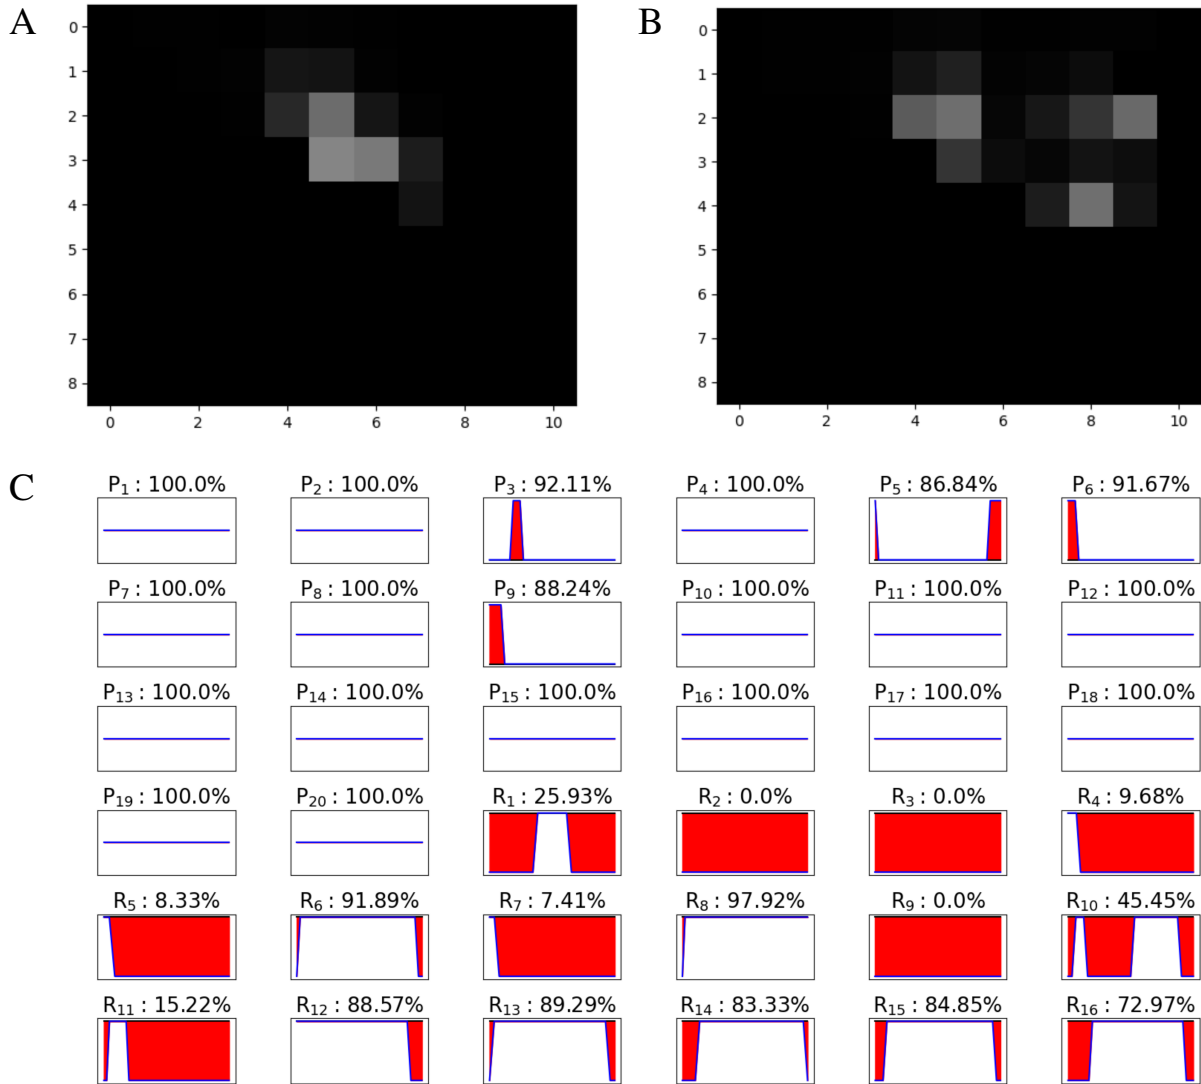 A
B
0
1
2
3
4
5
6
7
8
0 2 4 6 8 10
0
1
2
3
4
5
6
7
8
0 2 4 6 8 10
C
P₁ : 100.0% P₂ : 100.0% P₃ : 92.11% P₄ : 100.0% P₅ : 86.84% P₆ : 91.67%
P₇ : 100.0% P₈ : 100.0% P₉ : 88.24% P₁₀ : 100.0% P₁₁ : 100.0% P₁₂ : 100.0%
P₁₃ : 100.0% P₁₄ : 100.0% P₁₅ : 100.0% P₁₆ : 100.0% P₁₇ : 100.0% P₁₈ : 100.0%
P₁₉ : 100.0% P₂₀ : 100.0% R₁ : 25.93% R₂ : 0.0% R₃ : 0.0% R₄ : 9.68%
R₅ : 8.33% R₆ : 91.89% R₇ : 7.41% R₈ : 97.92% R₉ : 0.0% R₁₀ : 45.45%
R₁₁ : 15.22% R₁₂ : 88.57% R₁₃ : 89.29% R₁₄ : 83.33% R₁₅ : 84.85% R₁₆ : 72.97%